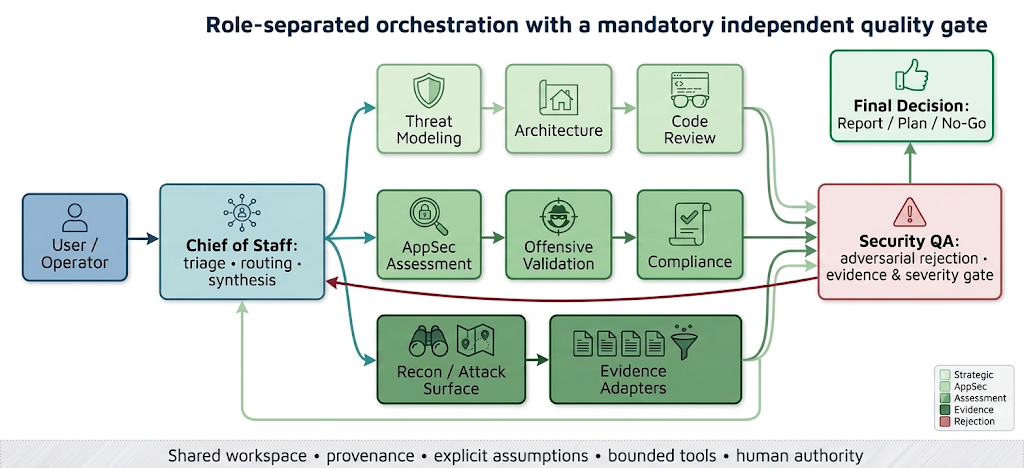 Role-separated orchestration with a mandatory independent quality gate
Threat
Modeling
Architecture
Code
Review
Final Decision:
Report / Plan / No-Go
User /
Operator
Chief of Staff:
triage • routing •
synthesis
AppSec
Assessment
Offensive
Validation
Compliance
Security QA:
adversarial rejection •
evidence & severity gate
Recon / Attack
Surface
Evidence
Adapters
Strategic
AppSec
Assessment
Evidence
Rejection
Shared workspace • provenance • explicit assumptions • bounded tools • human authority